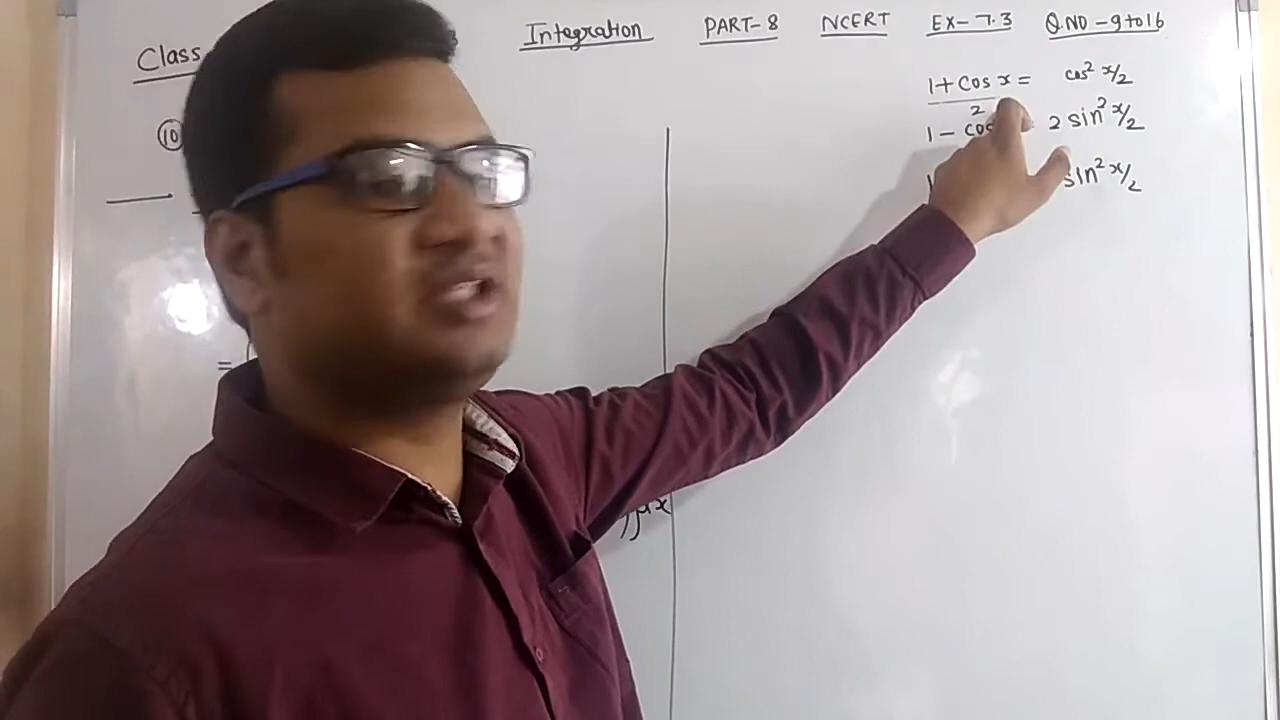 Class Integration PART-8 NCERT EX-7.3 Q.NO-9 to 16
(10)
1 + cos x = cos² x/2
2
1 - cos 2 sin² x/2
sin² x/2
=